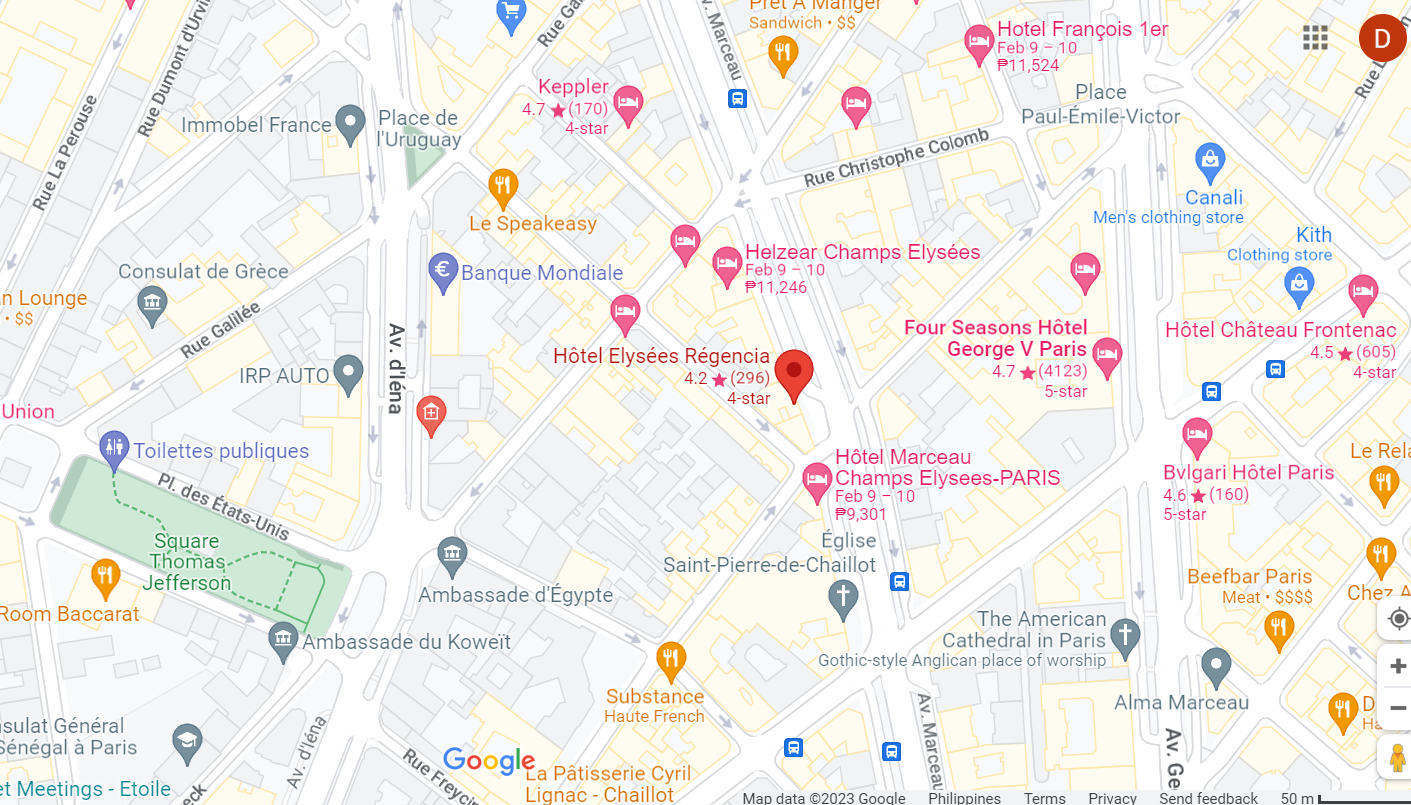 Pret A Manger
Sandwich • $$
Hotel François 1er
Feb 9 – 10
₱11,524
D
Rue Dumont d'Urvi
Rue Ga
v. Marceau
Rue La Perouse
Immobel France
Place de
l'Uruguay
Keppler
4.7 ★ (170)
4-star
Place
Paul-Émile-Victor
Rue Christophe Colomb
Canali
Men's clothing store
Kith
Clothing store
Le Speakeasy
Banque Mondiale
Consulat de Grèce
an Lounge
• $$
Rue Galilée
Helzear Champs Elysées
Feb 9 – 10
₱11,246
Four Seasons Hôtel
George V Paris
4.7 ★ (4123)
5-star
Hôtel Château Frontenac
4.5 ★ (605)
4-star
Hôtel Elysées Régencia
4.2 ★ (296)
4-star
IRP AUTO
Av. d'Iéna
Union
Toilettes publiques
Pl. des États-Unis
Square
Thomas
Jefferson
Hôtel Marceau
Champs Elysees-PARIS
Feb 9 – 10
₱9,301
Bvlgari Hôtel Paris
4.6 ★ (160)
5-star
Le Rela
Église
Saint-Pierre-de-Chaillot
Ambassade d'Égypte
Room Baccarat
Ambassade du Koweït
Beefbar Paris
Meat • $$$$
Chez A
The American
Cathedral in Paris
Gothic-style Anglican place of worship
Substance
Haute French
Alma Marceau
D
Ha
nsulat Général
Sénégal à Paris
Av. d'Iéna
Av. Marceau
Av. Ge
Rue Freycin
et Meetings - Etoile
eck
Google
La Pâtisserie Cyril
Lignac - Chaillot
Map data ©2023 Google
Philippines
Terms
Privacy
Send feedback
50 m